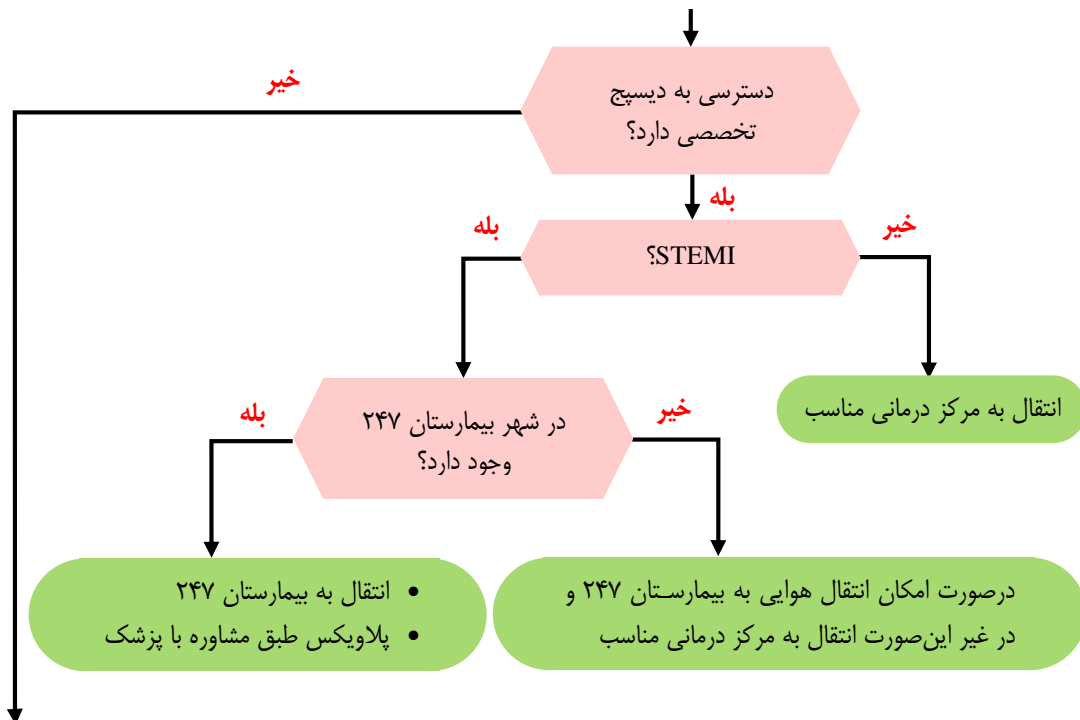 دسترسی به دیسپچ
تخصصی دارد؟
خیر
بله
STEMI؟
خیر
بله
انتقال به مرکز درمانی مناسب
در شهر بیمارستان ۲۴۷
وجود دارد؟
خیر
بله
درصورت امکان انتقال هوایی به بیمارسـتان ۲۴۷ و
در غیر این‌صورت انتقال به مرکز درمانی مناسب
• انتقال به بیمارستان ۲۴۷
• پلاویکس طبق مشاوره با پزشک